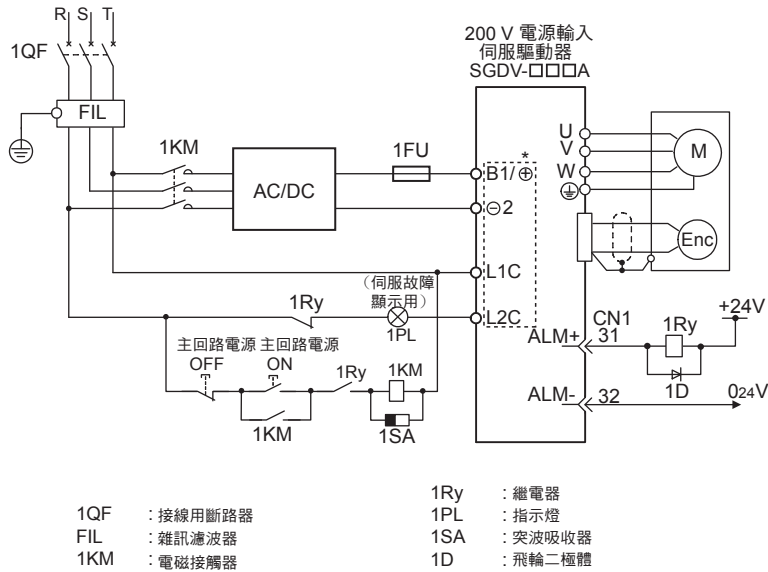 R S T
1QF
FIL
1KM
AC/DC
1FU
200 V 電源輸入
伺服驅動器
SGDV-□□□A
*
B1/⊕
⊖2
L1C
L2C
U
V
W
M
Enc
（伺服故障
顯示用）
1Ry
1PL
主回路電源
OFF
主回路電源
ON
1Ry
1KM
1KM
1SA
CN1
ALM+
31
1Ry
+24V
1D
ALM-
32
024V
1QF : 接線用斷路器
FIL : 雜訊濾波器
1KM : 電磁接觸器
1Ry : 繼電器
1PL : 指示燈
1SA : 突波吸收器
1D : 飛輪二極體